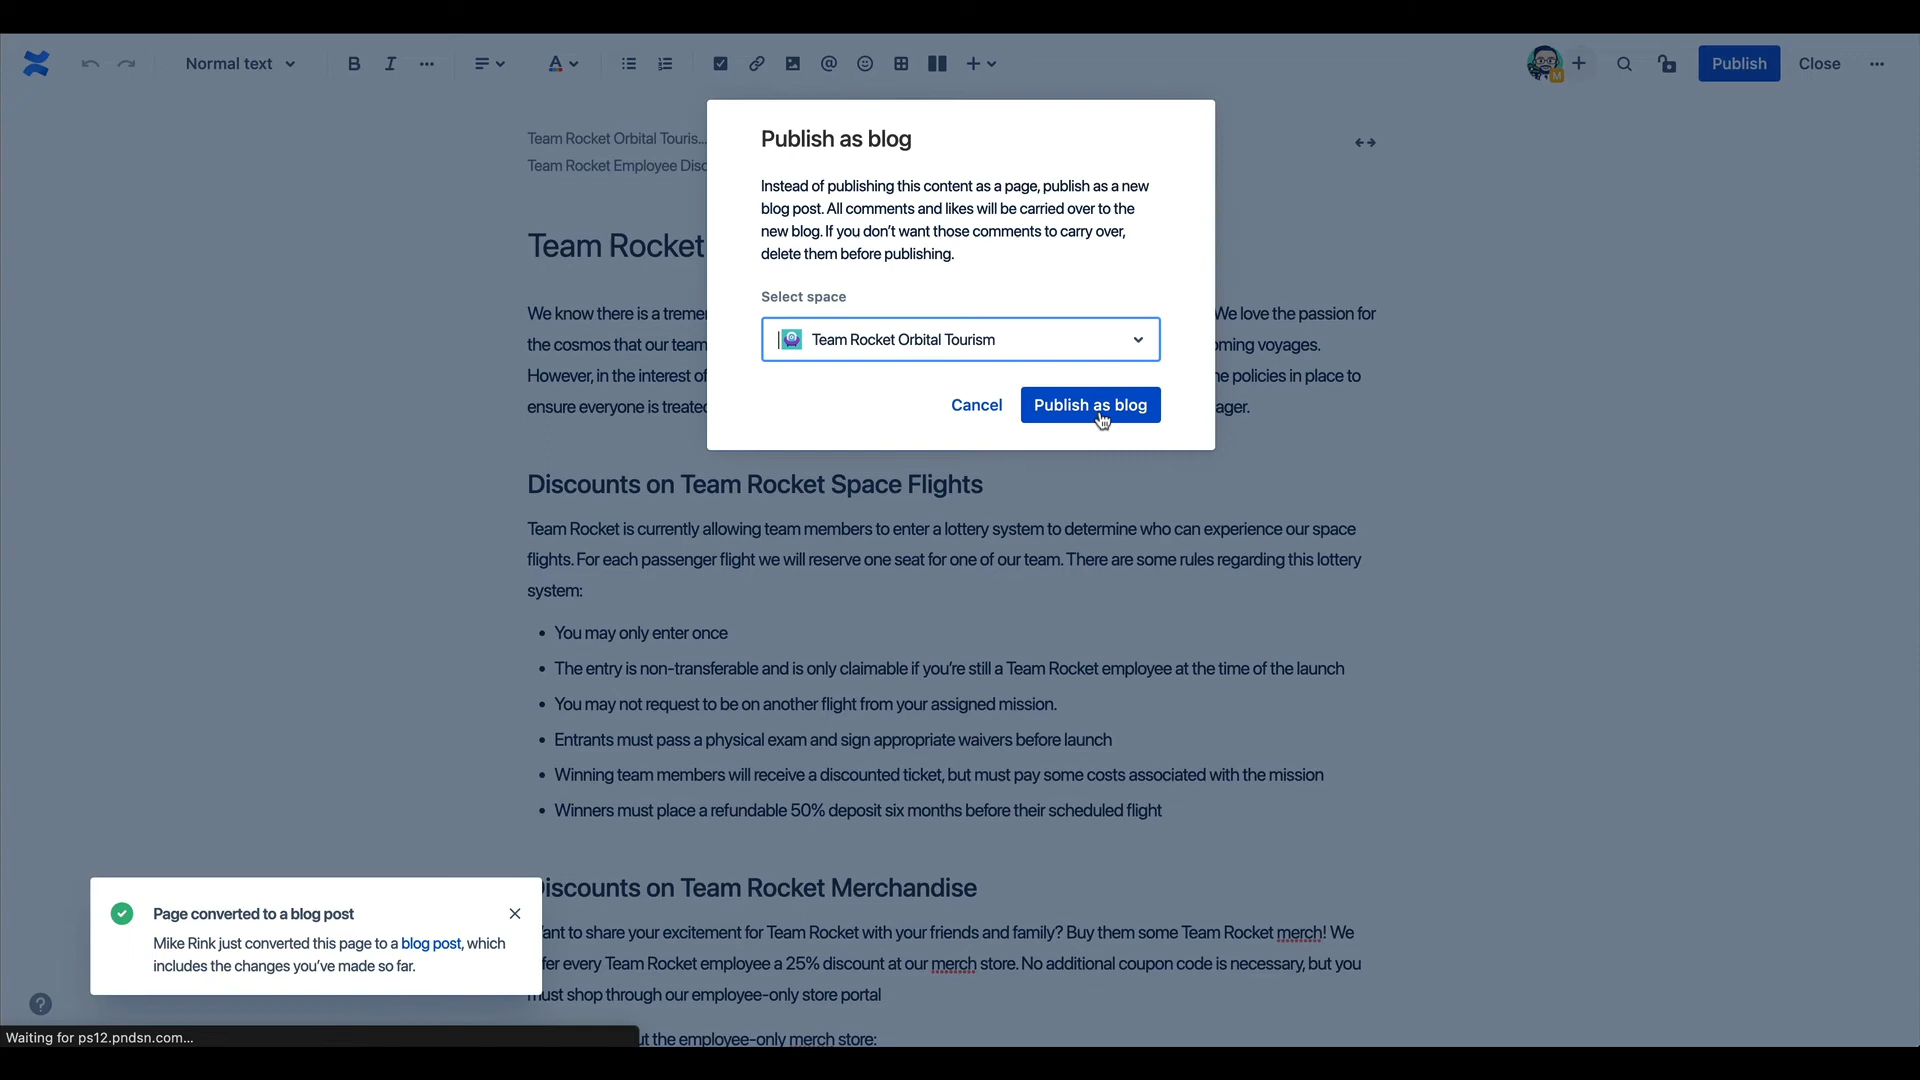 Normal text
Publish
Close
M
Team Rocket Orbital Touris...
Team Rocket Employee Disc
Publish as blog
Instead of publishing this content as a page, publish as a new
blog post. All comments and likes will be carried over to the
new blog. If you don't want those comments to carry over,
delete them before publishing.
Select space
Team Rocket Orbital Tourism
Cancel
Publish as blog
Team Rocket
We know there is a tremen We love the passion for
the cosmos that our team oming voyages.
However, in the interest of he policies in place to
ensure everyone is treated ager.
Discounts on Team Rocket Space Flights
Team Rocket is currently allowing team members to enter a lottery system to determine who can experience our space
flights. For each passenger flight we will reserve one seat for one of our team. There are some rules regarding this lottery
system:
• You may only enter once
• The entry is non-transferable and is only claimable if you're still a Team Rocket employee at the time of the launch
• You may not request to be on another flight from your assigned mission.
• Entrants must pass a physical exam and sign appropriate waivers before launch
• Winning team members will receive a discounted ticket, but must pay some costs associated with the mission
• Winners must place a refundable 50% deposit six months before their scheduled flight
Discounts on Team Rocket Merchandise
ant to share your excitement for Team Rocket with your friends and family? Buy them some Team Rocket merch! We
fer every Team Rocket employee a 25% discount at our merch store. No additional coupon code is necessary, but you
must shop through our employee-only store portal
ut the employee-only merch store:
Page converted to a blog post
Mike Rink just converted this page to a blog post, which
includes the changes you've made so far.
Waiting for ps12.pndsn.com...